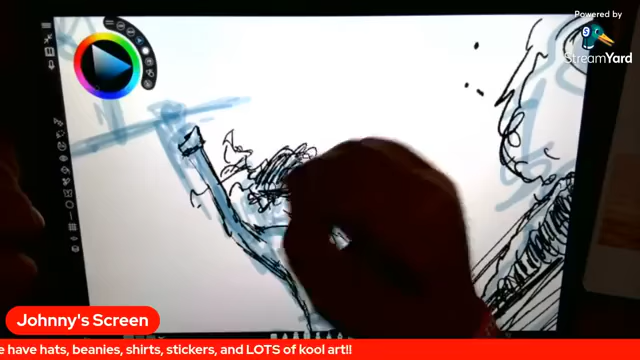 Powered by
StreamYard
Johnny's Screen
e have hats, beanies, shirts, stickers, and LOTS of kool art!!